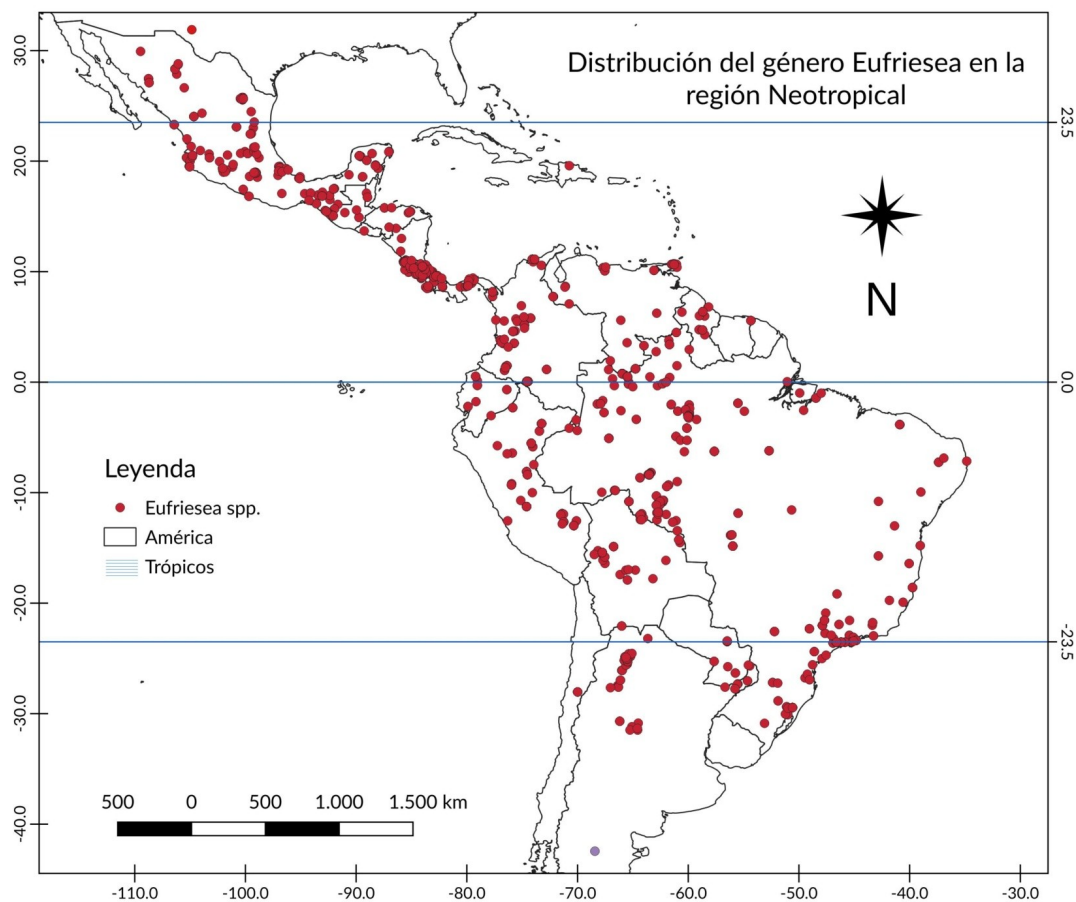 Distribución del género Eufriesea en la
región Neotropical
N
Leyenda
Eufriesea spp.
América
Trópicos
500 0 500 1.000 1.500 km
30.0
20.0
10.0
0.0
-10.0
-20.0
-30.0
-40.0
23.5
0.0
-23.5
-110.0 -100.0 -90.0 -80.0 -70.0 -60.0 -50.0 -40.0 -30.0